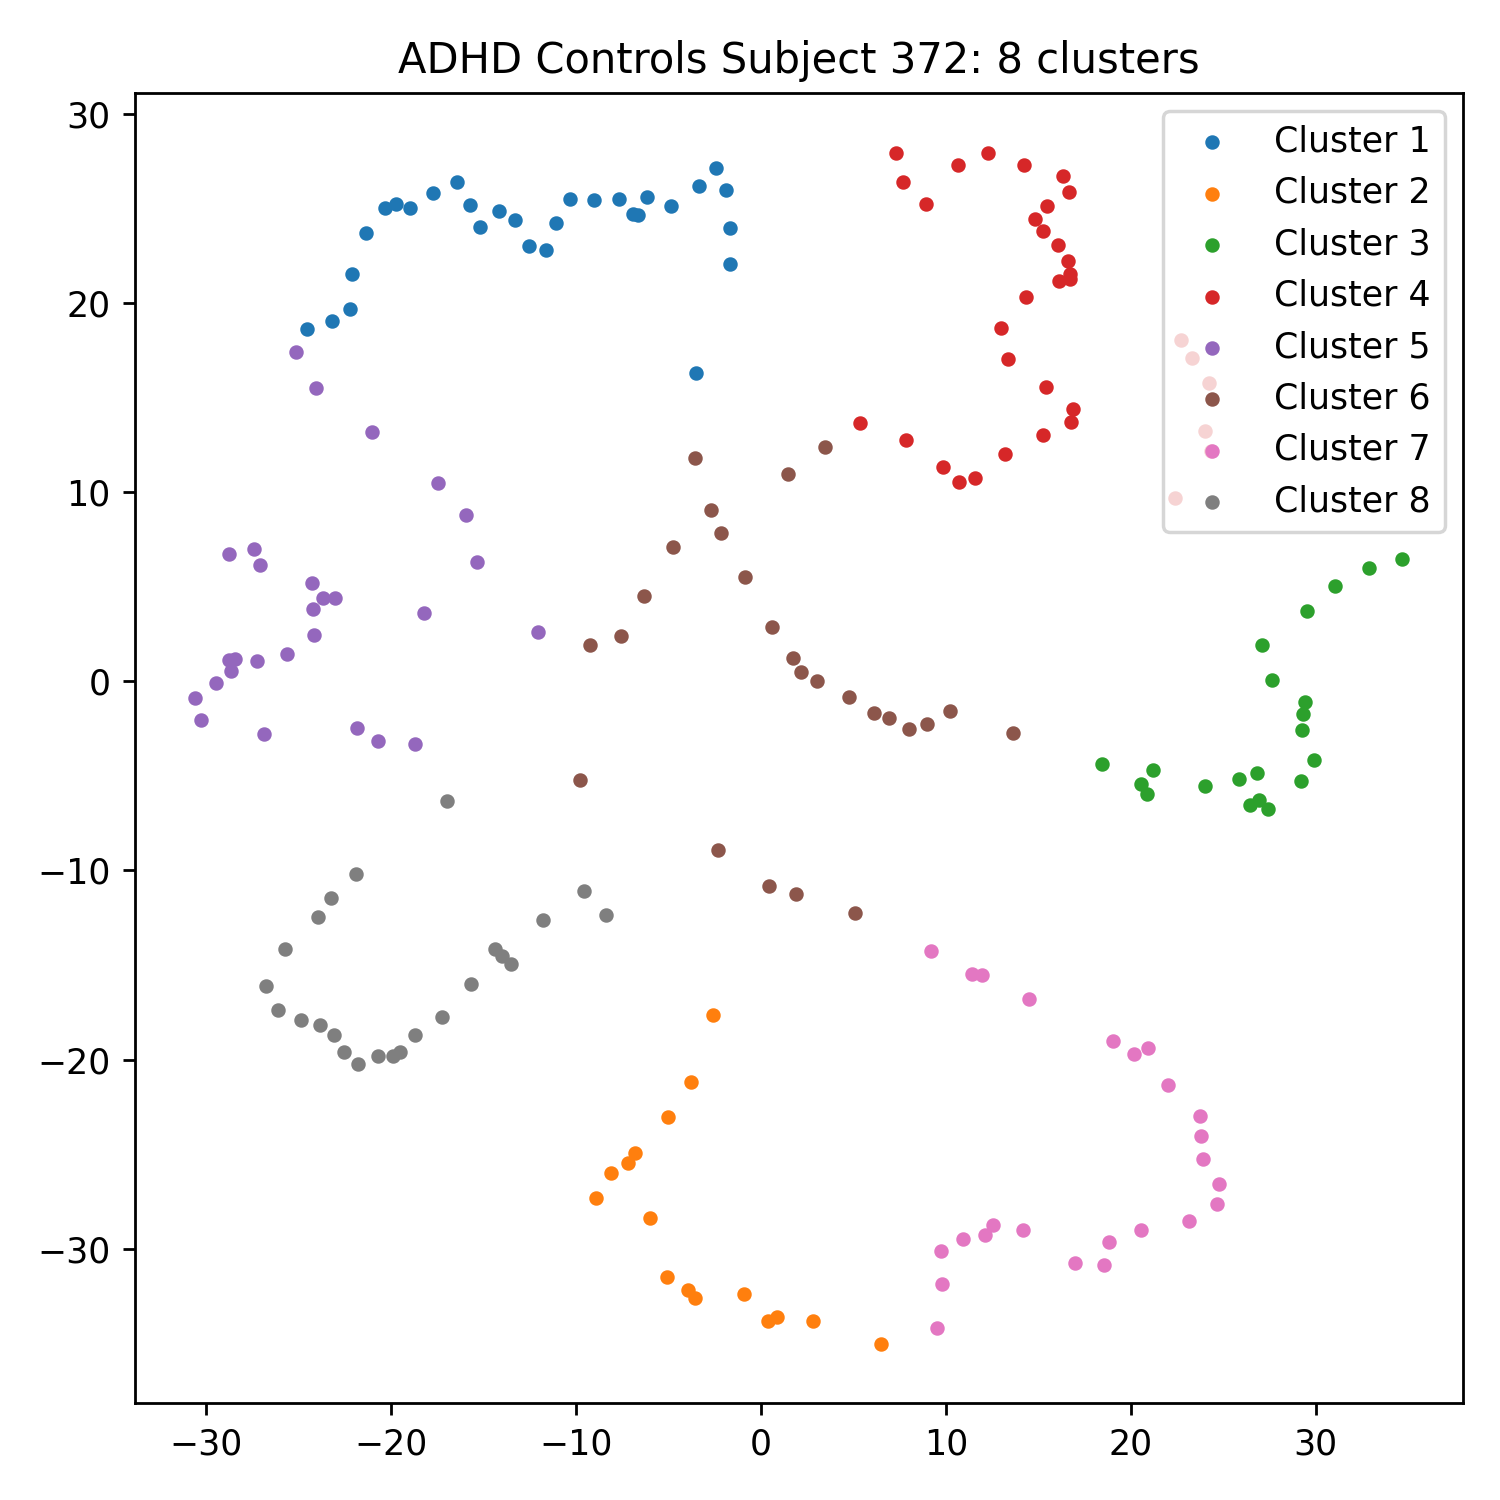 ADHD Controls Subject 372: 8 clusters
30
20
10
0
−10
−20
−30
−30 −20 −10 0 10 20 30
Cluster 1
Cluster 2
Cluster 3
Cluster 4
Cluster 5
Cluster 6
Cluster 7
Cluster 8